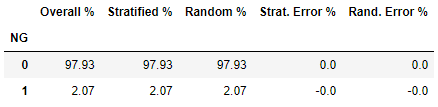 Overall % Stratified % Random % Strat. Error % Rand. Error %
NG
0 97.93 97.93 97.93 0.0 0.0
1 2.07 2.07 2.07 -0.0 -0.0